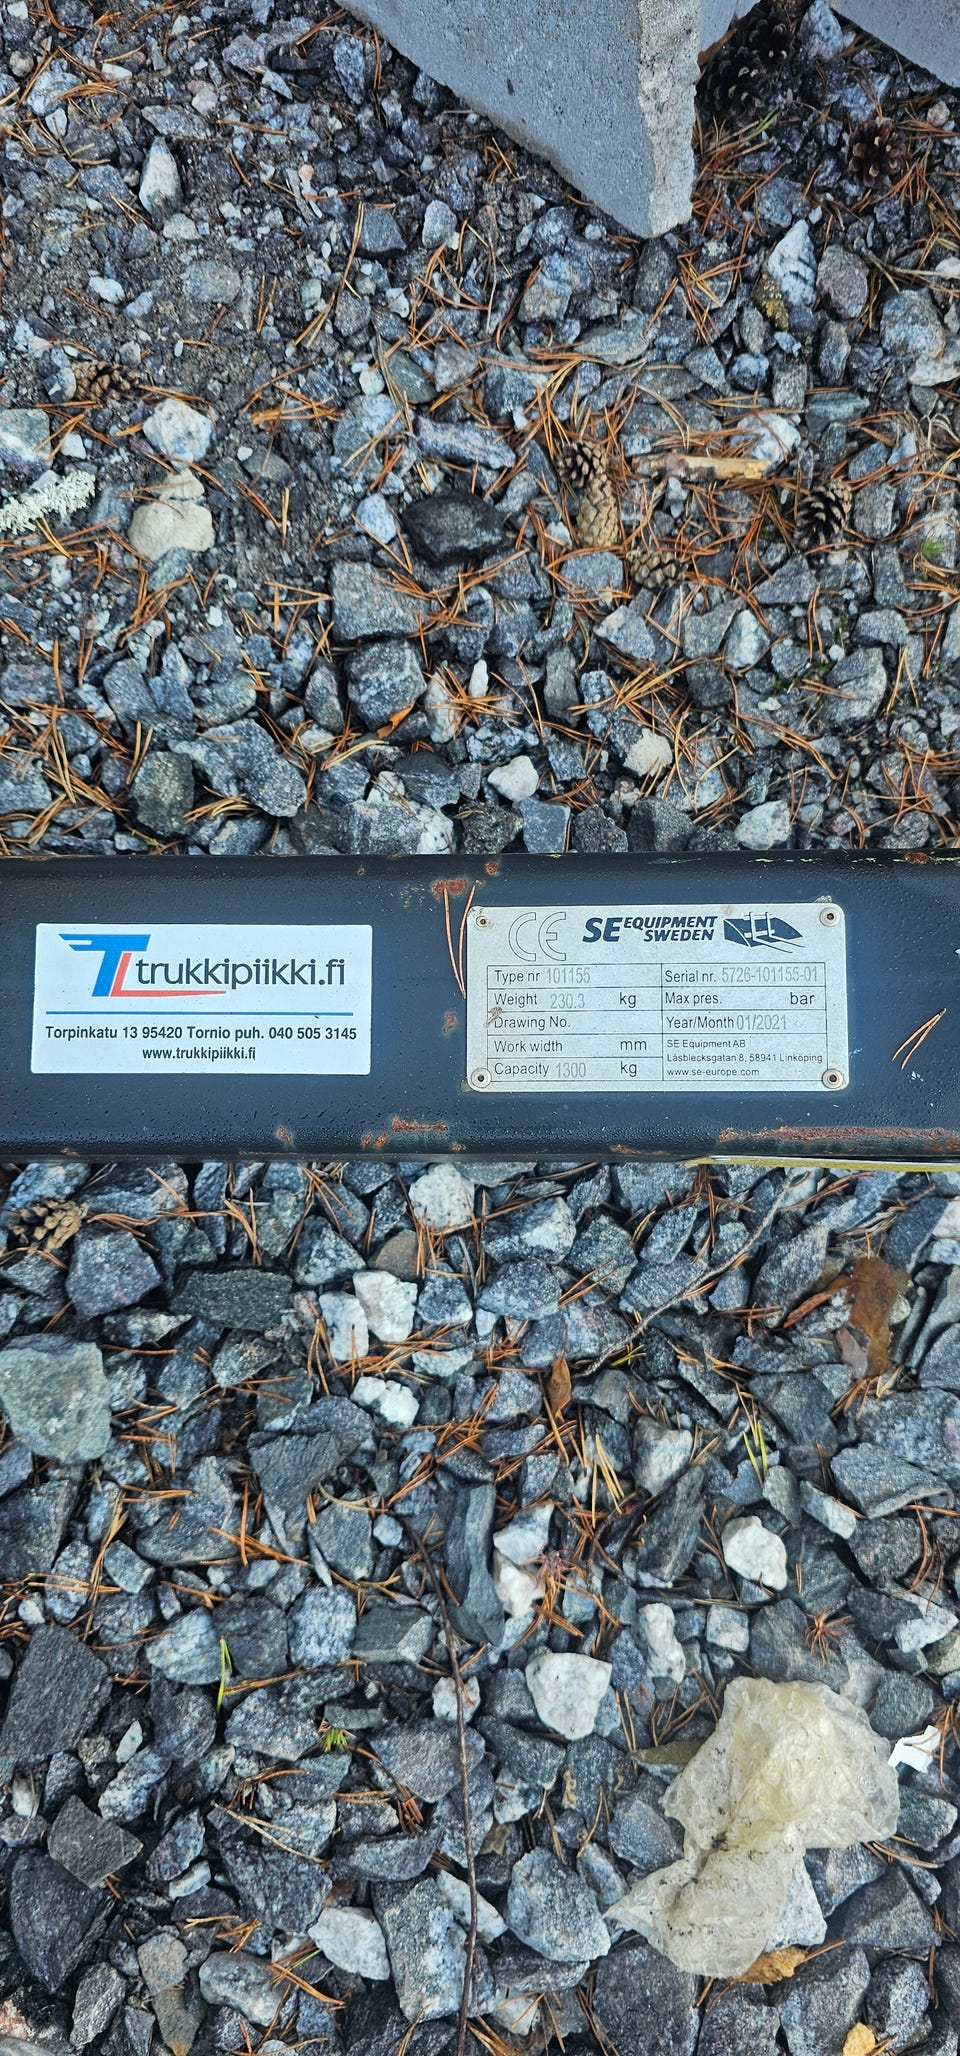 TL trukkipiikki.fi
Torpinkatu 13 95420 Tornio puh. 040 505 3145
www.trukkipiikki.fi
CE SE EQUIPMENT SWEDEN
Type nr 101155 Serial nr. 5726-101155-01
Weight 230.3 kg Max pres. bar
Drawing No. Year/Month 01/2021
Work width mm SE Equipment AB
Låsblecksgatan 8, 58941 Linköping
Capacity 1300 kg www.se-europe.com